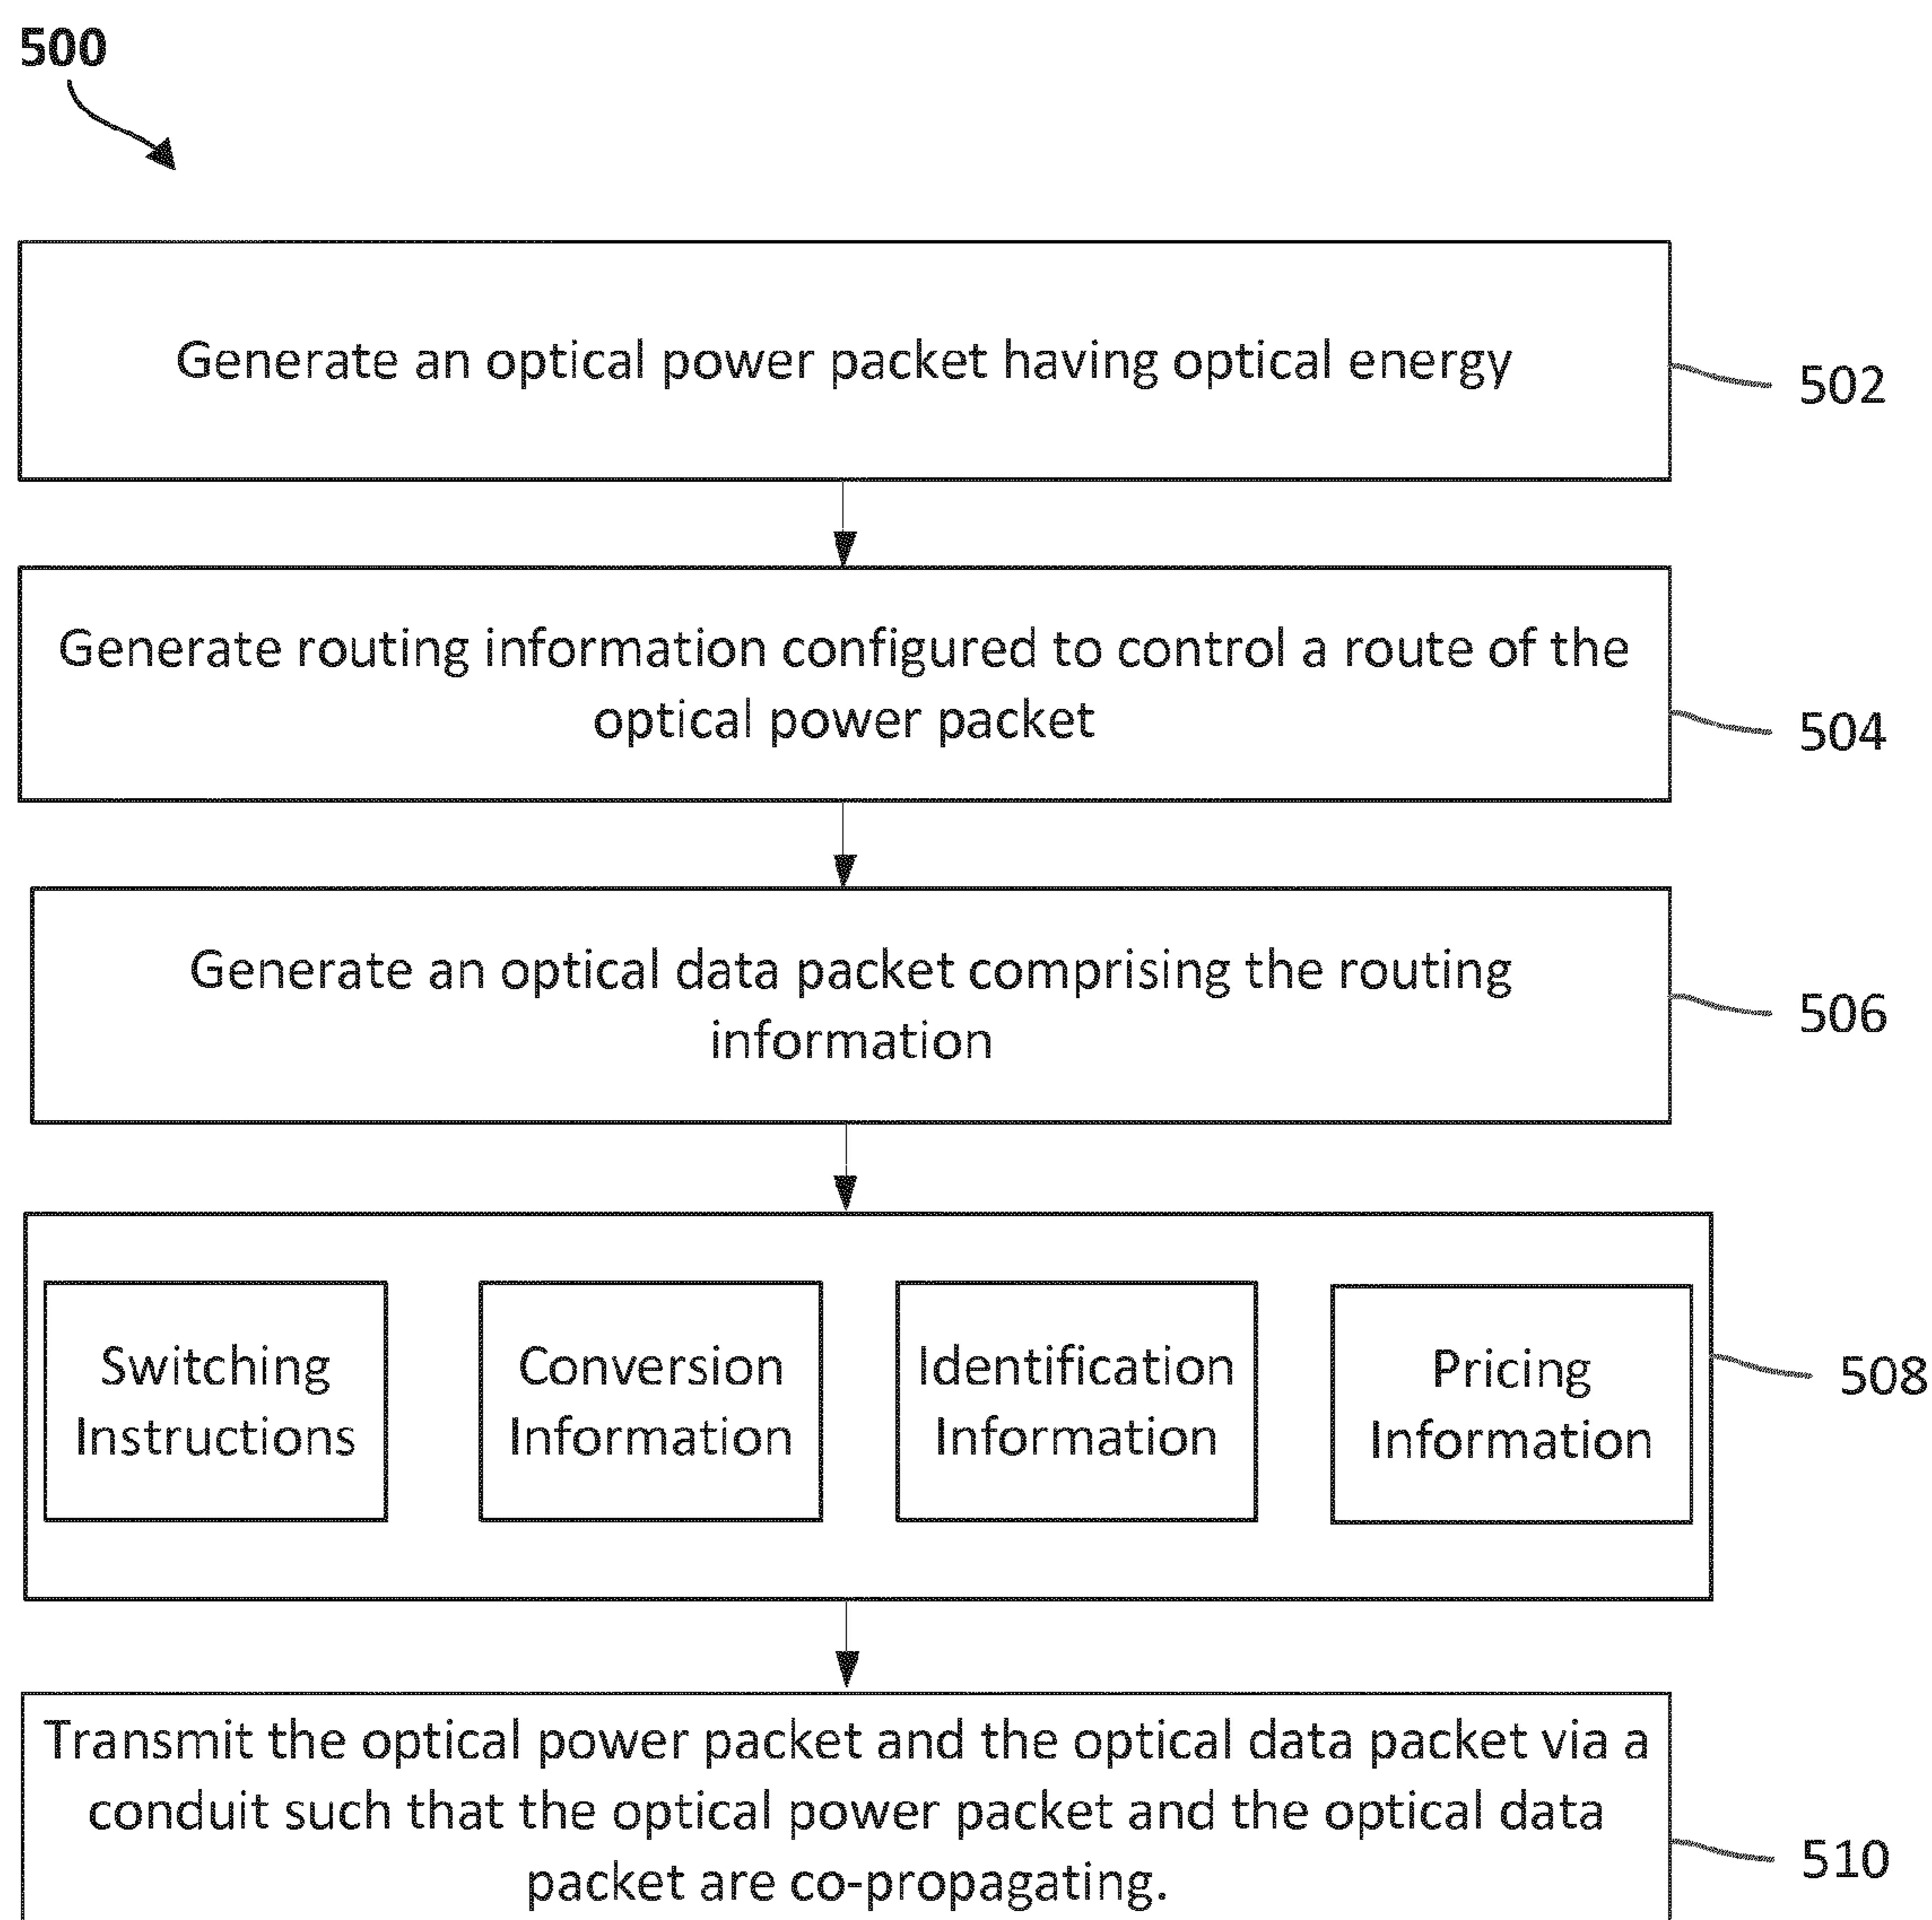 500
Generate an optical power packet having optical energy
502
Generate routing information configured to control a route of the
optical power packet
504
Generate an optical data packet comprising the routing
information
506
Switching
Instructions
Conversion
Information
Identification
Information
Pricing
Information
508
Transmit the optical power packet and the optical data packet via a
conduit such that the optical power packet and the optical data
packet are co-propagating.
510